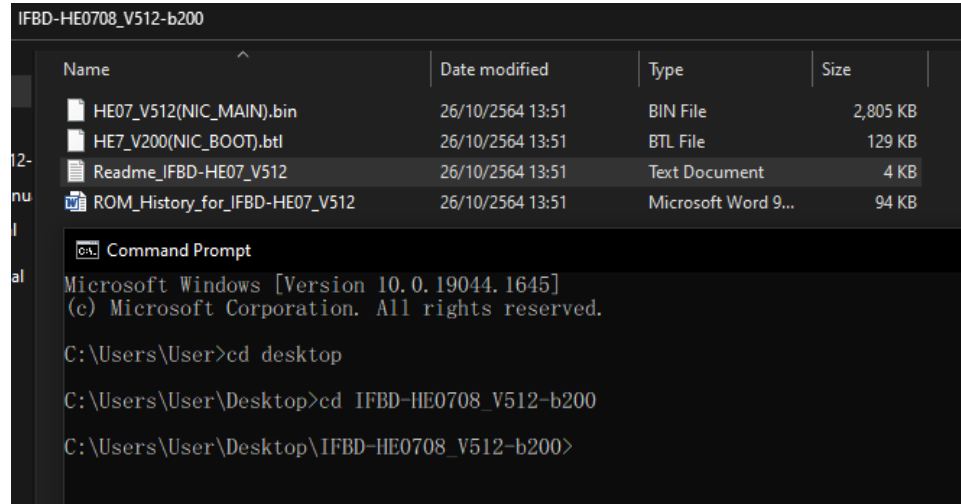 IFBD-HE0708_V512-b200
Name Date modified Type Size
HE07_V512(NIC_MAIN).bin 26/10/2564 13:51 BIN File 2,805 KB
HE7_V200(NIC_BOOT).btl 26/10/2564 13:51 BTL File 129 KB
12-
Readme_IFBD-HE07_V512 26/10/2564 13:51 Text Document 4 KB
nu
ROM_History_for_IFBD-HE07_V512 26/10/2564 13:51 Microsoft Word 9... 94 KB
l
Command Prompt
al
Microsoft Windows [Version 10.0.19044.1645]
(c) Microsoft Corporation. All rights reserved.
C:\Users\User>cd desktop
C:\Users\User\Desktop>cd IFBD-HE0708_V512-b200
C:\Users\User\Desktop\IFBD-HE0708_V512-b200>